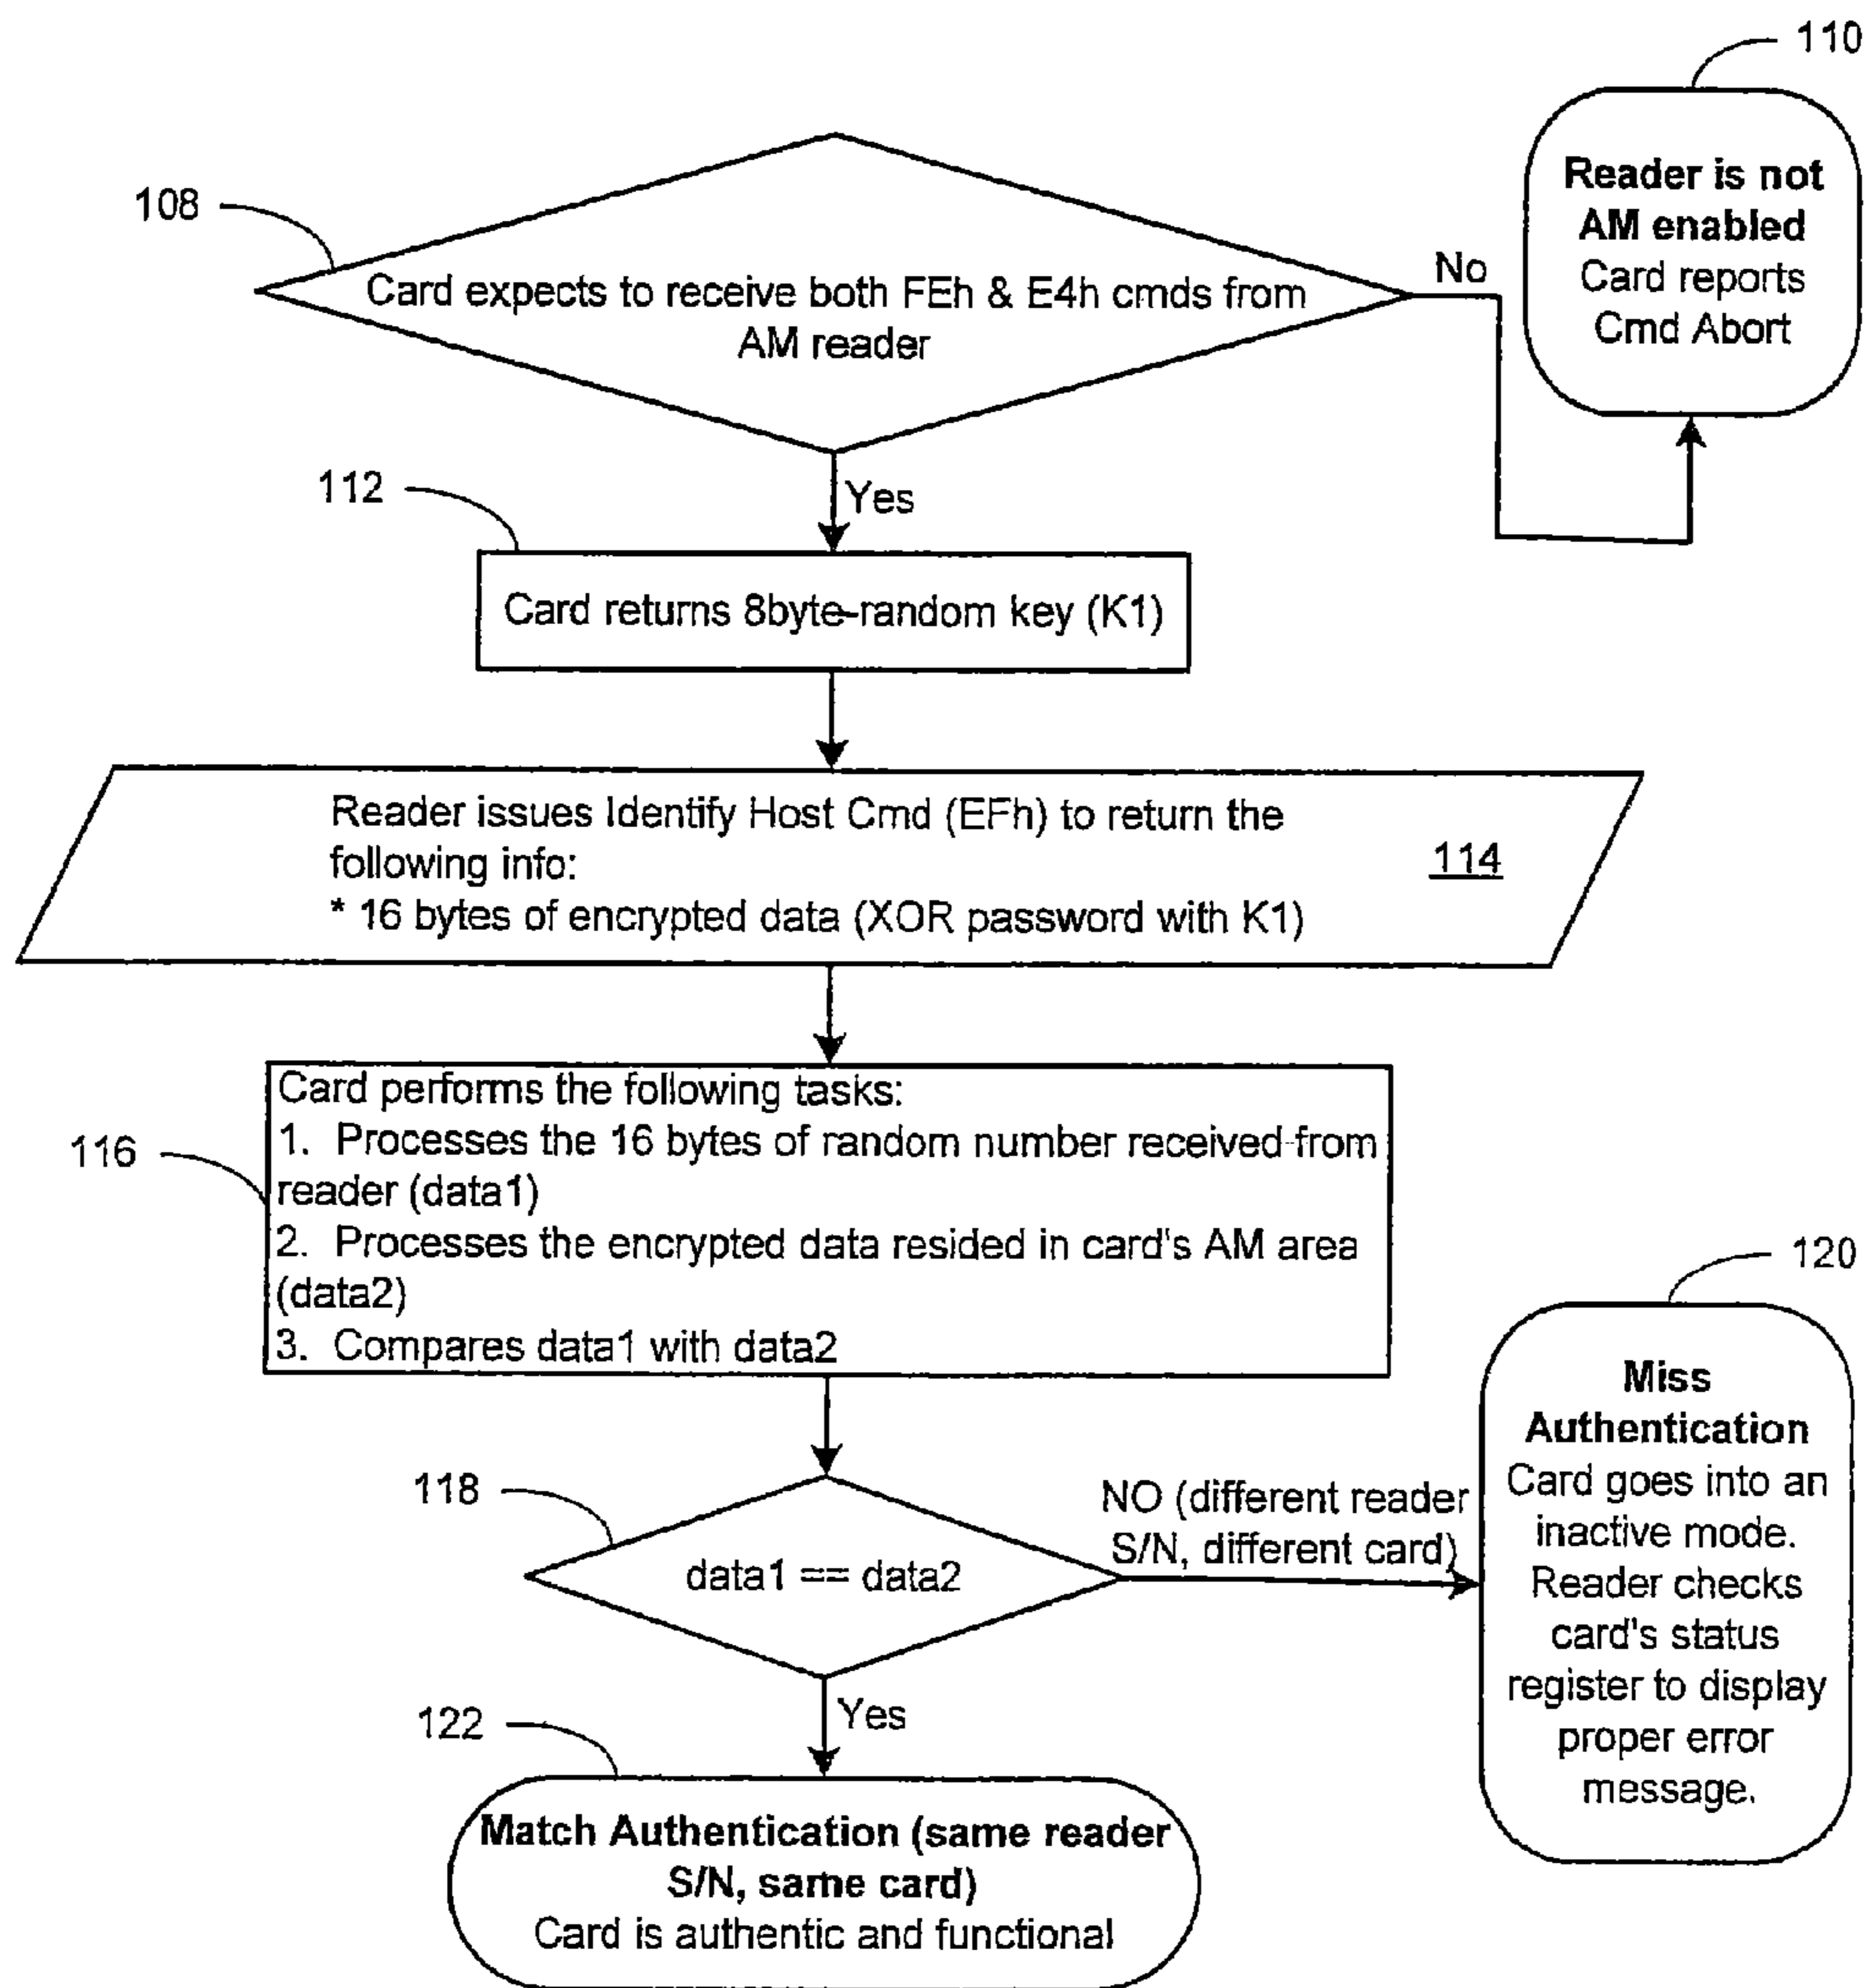 110
Reader is not
AM enabled
Card reports
Cmd Abort
108
Card expects to receive both FEh & E4h cmds from
AM reader
No
Yes
112
Card returns 8byte-random key (K1)
Reader issues Identify Host Cmd (EFh) to return the
following info:
* 16 bytes of encrypted data (XOR password with K1)
114
116
Card performs the following tasks:
1. Processes the 16 bytes of random number received from
reader (data1)
2. Processes the encrypted data resided in card's AM area
(data2)
3. Compares data1 with data2
118
data1 == data2
NO (different reader
S/N, different card)
120
Miss
Authentication
Card goes into an
inactive mode.
Reader checks
card's status
register to display
proper error
message.
Yes
122
Match Authentication (same reader
S/N, same card)
Card is authentic and functional